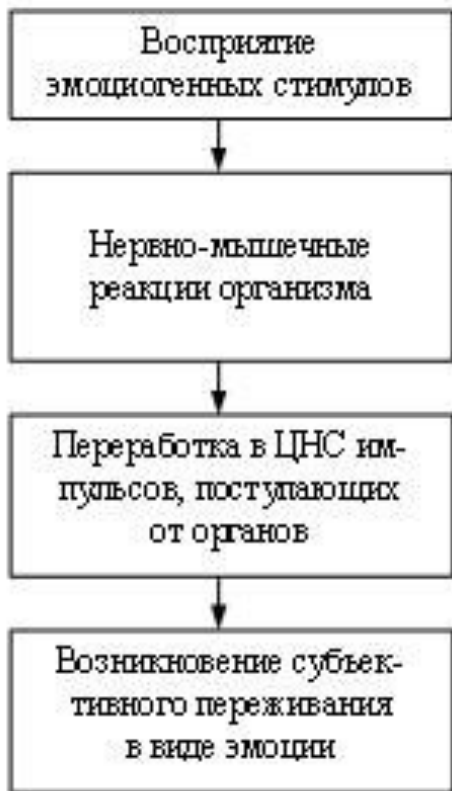 Восприятие
эмоциогенных стимулов
Нервно-мышечные
реакции организма
Переработка в ЦНС им-
пульсов, поступающих
от органов
Возникновение субъек-
тивного переживания
в виде эмоции